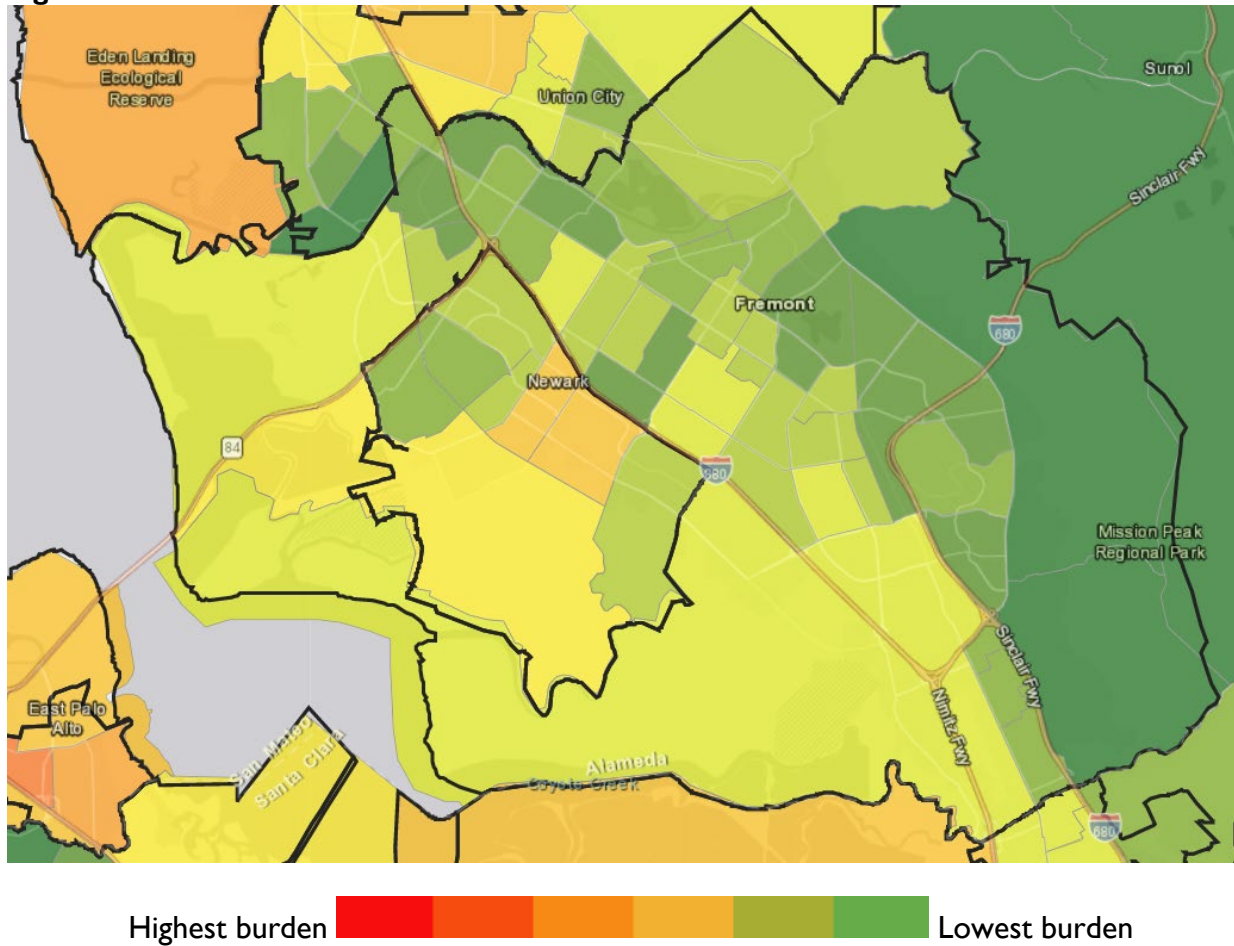 Eden Landing
Ecological
Reserve
Union City
Sunol
Sinclair Fwy
Fremont
680
Newark
84
880
Mission Peak
Regional Park
Sinclair Fwy
East Palo
Alto
San Mateo
Santa Clara
Nimitz Fwy
Alameda
Coyote Creek
680
Highest burden
Lowest burden